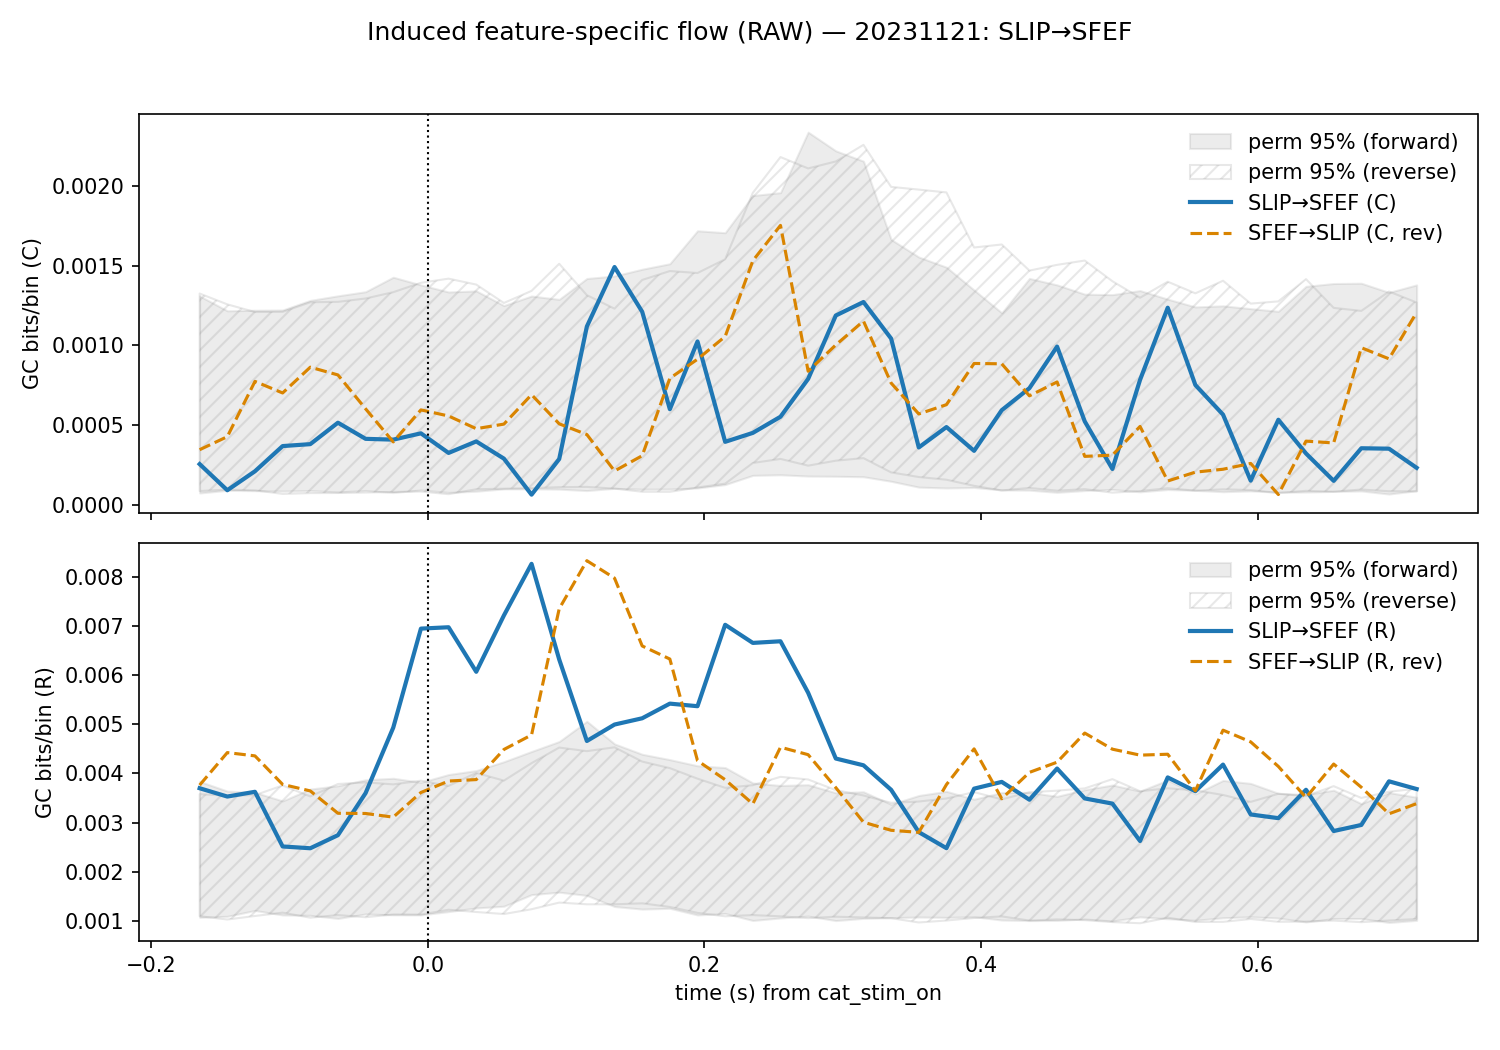 Induced feature-specific flow (RAW) — 20231121: SLIP→SFEF
GC bits/bin (C)
0.0020
0.0015
0.0010
0.0005
0.0000
perm 95% (forward)
perm 95% (reverse)
SLIP→SFEF (C)
SFEF→SLIP (C, rev)
GC bits/bin (R)
0.008
0.007
0.006
0.005
0.004
0.003
0.002
0.001
perm 95% (forward)
perm 95% (reverse)
SLIP→SFEF (R)
SFEF→SLIP (R, rev)
−0.2 0.0 0.2 0.4 0.6
time (s) from cat_stim_on